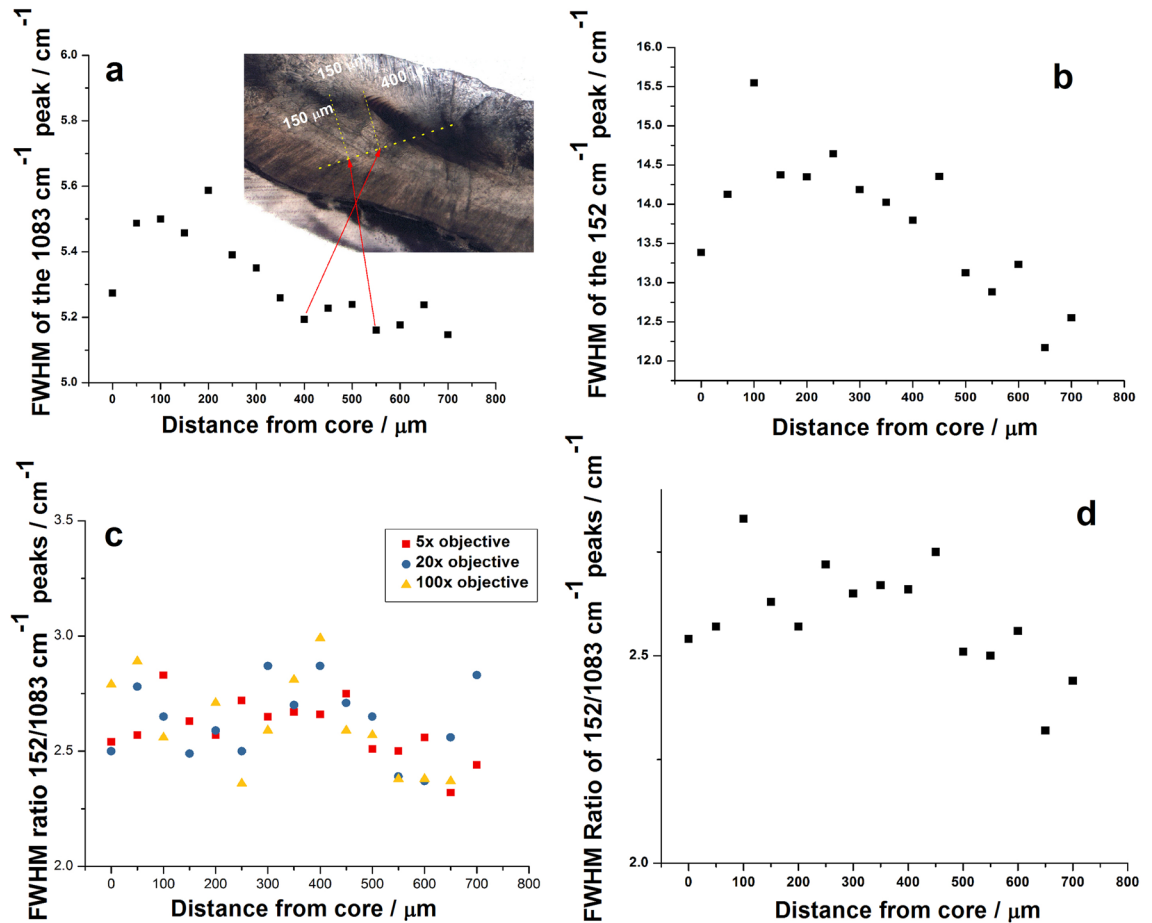 a
FWHM of the 1083 cm⁻¹ peak / cm⁻¹
6.0
5.8
5.6
5.4
5.2
5.0
150 μm
400 μm
150 μm
0 100 200 300 400 500 600 700 800
Distance from core / μm
b
FWHM of the 152 cm⁻¹ peak / cm⁻¹
16.0
15.5
15.0
14.5
14.0
13.5
13.0
12.5
12.0
0 100 200 300 400 500 600 700 800
Distance from core / μm
c
FWHM ratio 152/1083 cm⁻¹ peaks / cm⁻¹
3.5
3.0
2.5
2.0
5x objective
20x objective
100x objective
0 100 200 300 400 500 600 700 800
Distance from core / μm
d
FWHM Ratio of 152/1083 cm⁻¹ peaks / cm⁻¹
2.5
2.0
0 100 200 300 400 500 600 700 800
Distance from core / μm